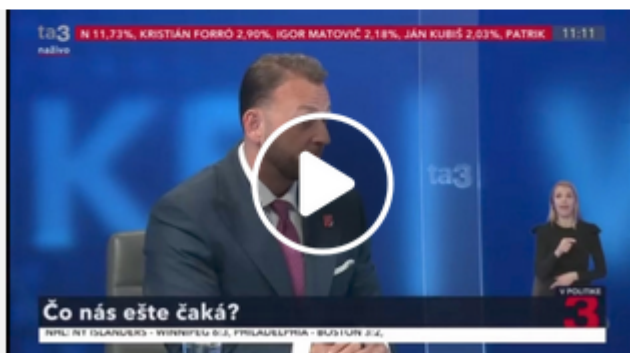 ta3
naživo
N 11,73%, KRISTIÁN FORRÓ 2,90%, IGOR MATOVIČ 2,18%, JÁN KUBIŠ 2,03%, PATRIK
11:11
ta3
V POLITIKE
3
Čo nás ešte čaká?
NHL: NY ISLANDERS - WINNIPEG 6:3, PHILADELPHIA - BOSTON 3:2,